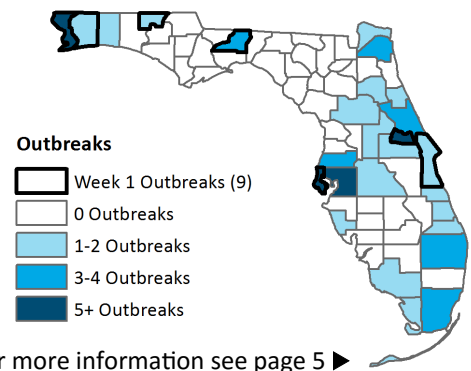 Outbreaks
Week 1 Outbreaks (9)
0 Outbreaks
1-2 Outbreaks
3-4 Outbreaks
5+ Outbreaks
r more information see page 5 ▶